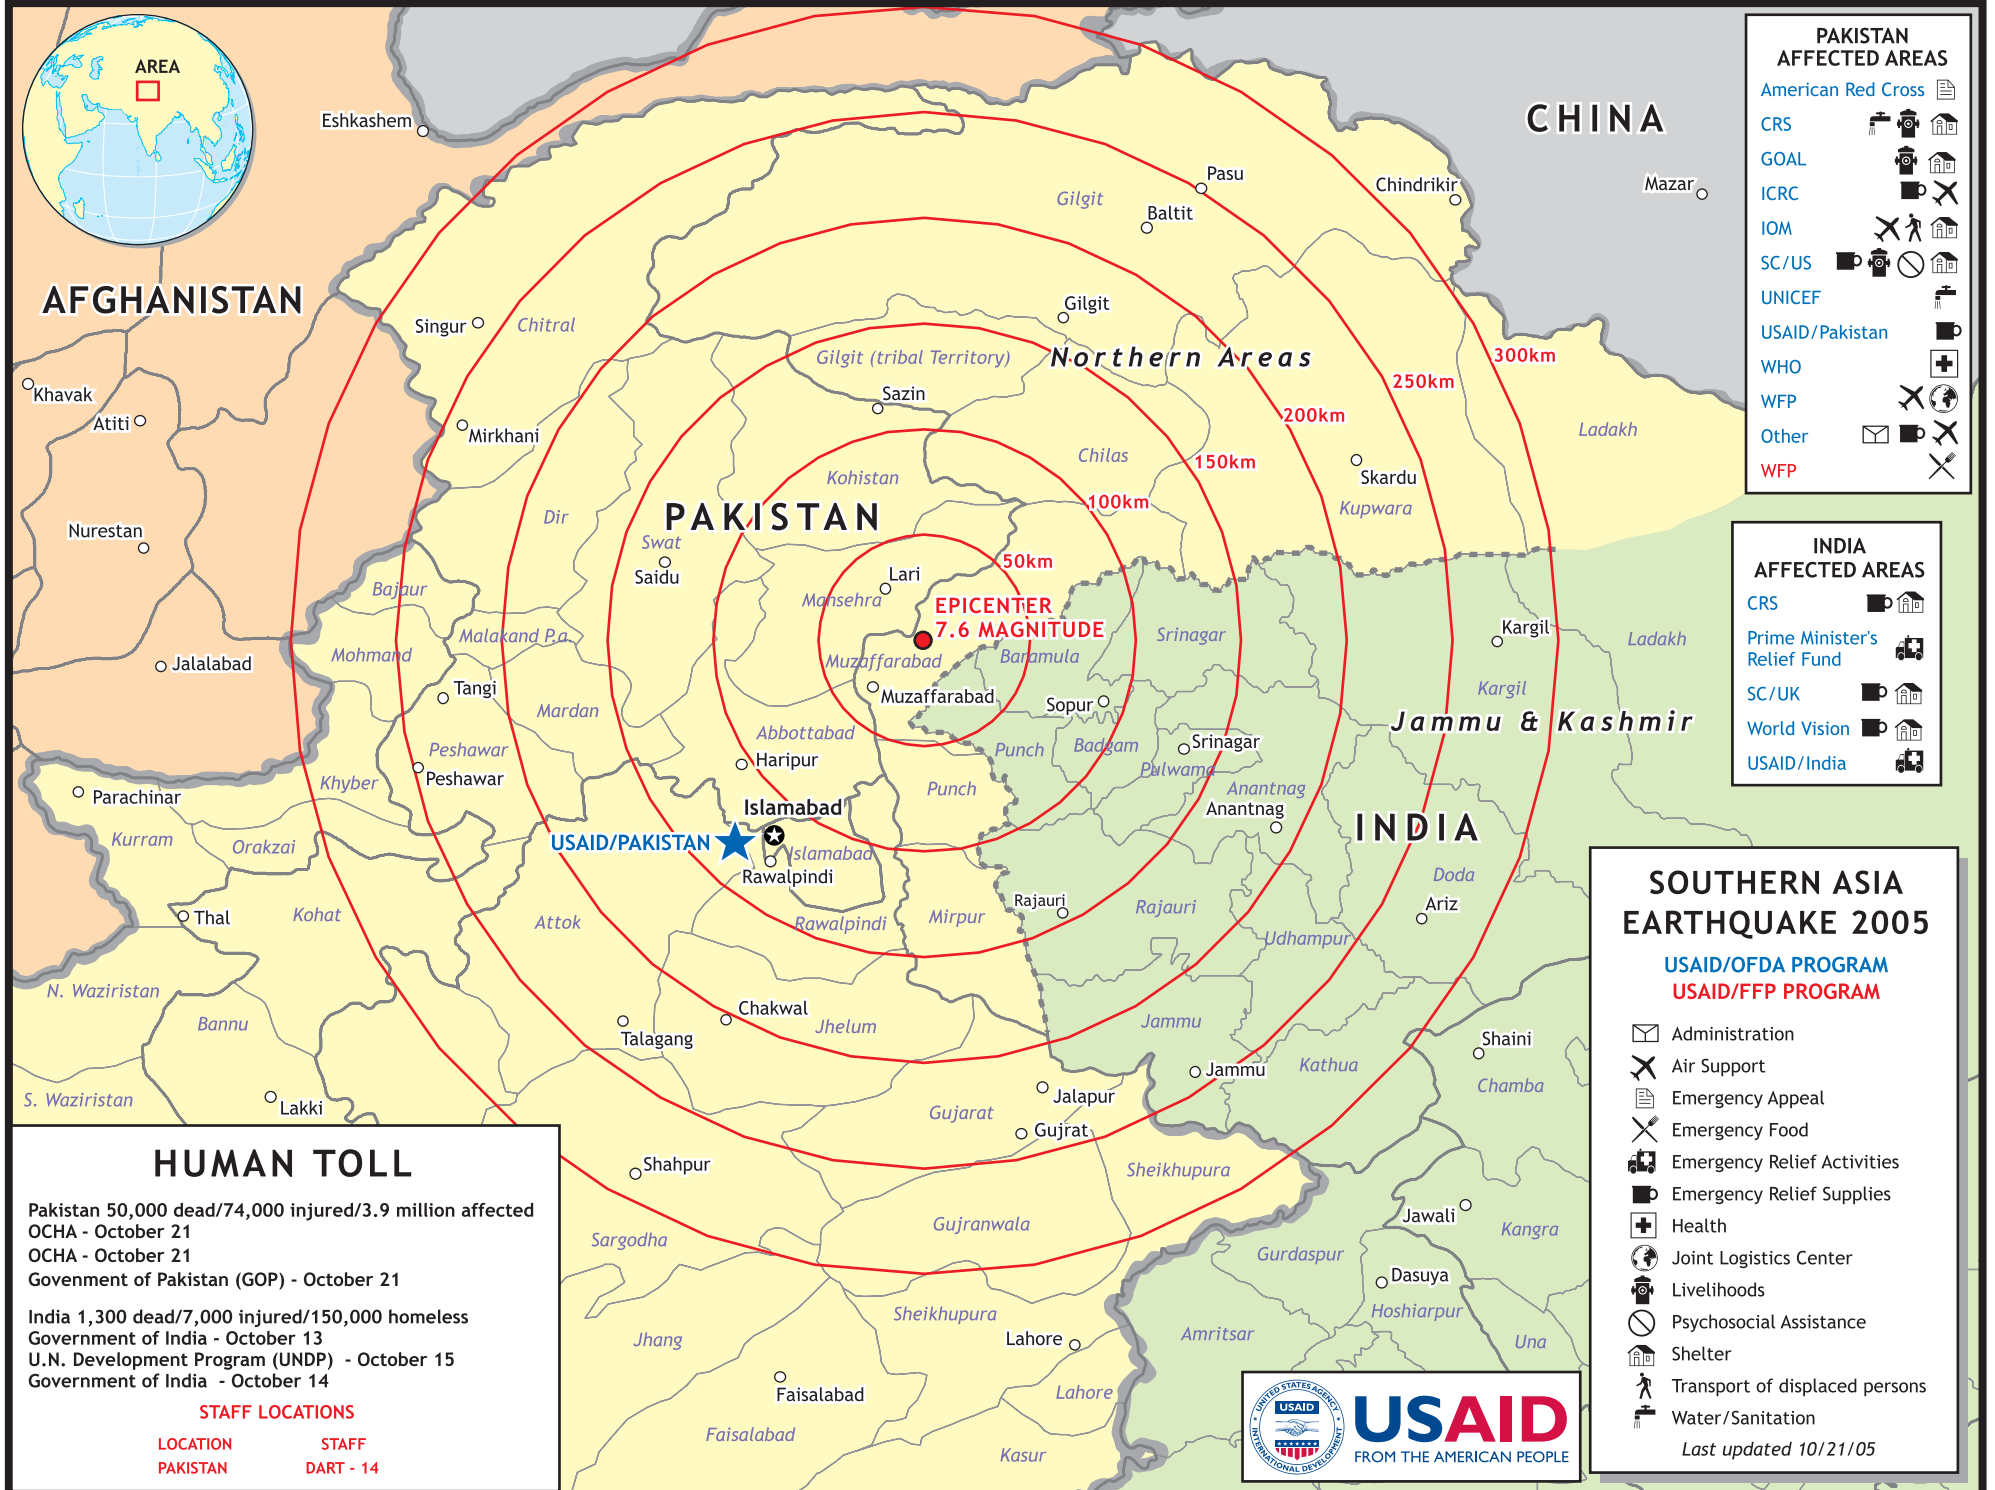 AREA
Eshkashem
AFGHANISTAN
Khavak
Atiti
Nurestan
Jalalabad
CHINA
Mazar
Chindrikir
Pasu
Baltit
Gilgit
Gilgit
Northern Areas
Singur
Chitral
Mirkhani
Gilgit (tribal Territory)
Sazin
Chilas
Kohistan
Skardu
Kupwara
Ladakh
300km
250km
200km
150km
100km
50km
PAKISTAN
Dir
Swat
Saidu
Lari
Mansehra
EPICENTER
7.6 MAGNITUDE
Bajaur
Malakand P.a
Mohmand
Muzaffarabad
Muzaffarabad
Baramula
Srinagar
Kargil
Ladakh
Kargil
Tangi
Mardan
Sopur
Jammu & Kashmir
Abbottabad
Haripur
Punch
Badgam
Srinagar
Pulwama
Peshawar
Peshawar
Khyber
Parachinar
Kurram
Orakzai
Punch
Anantnag
Anantnag
Islamabad
USAID/PAKISTAN
Islamabad
Rawalpindi
INDIA
Doda
Ariz
Thal
Kohat
Attok
Rawalpindi
Mirpur
Rajauri
Rajauri
Udhampur
N. Waziristan
Bannu
Chakwal
Talagang
Jhelum
Jammu
Jammu
Kathua
Shaini
Chamba
S. Waziristan
Lakki
Jalapur
Gujarat
Gujrat
Shahpur
Sheikhupura
Sargodha
Gujranwala
Jawali
Kangra
Gurdaspur
Dasuya
Hoshiarpur
Una
Jhang
Sheikhupura
Lahore
Amritsar
Faisalabad
Lahore
Faisalabad
Kasur
PAKISTAN
AFFECTED AREAS
American Red Cross
CRS
GOAL
ICRC
IOM
SC/US
UNICEF
USAID/Pakistan
WHO
WFP
Other
WFP
INDIA
AFFECTED AREAS
CRS
Prime Minister's
Relief Fund
SC/UK
World Vision
USAID/India
SOUTHERN ASIA
EARTHQUAKE 2005
USAID/OFDA PROGRAM
USAID/FFP PROGRAM
Administration
Air Support
Emergency Appeal
Emergency Food
Emergency Relief Activities
Emergency Relief Supplies
Health
Joint Logistics Center
Livelihoods
Psychosocial Assistance
Shelter
Transport of displaced persons
Water/Sanitation
Last updated 10/21/05
HUMAN TOLL
Pakistan 50,000 dead/74,000 injured/3.9 million affected
OCHA - October 21
OCHA - October 21
Govenment of Pakistan (GOP) - October 21
India 1,300 dead/7,000 injured/150,000 homeless
Government of India - October 13
U.N. Development Program (UNDP) - October 15
Government of India - October 14
STAFF LOCATIONS
LOCATION STAFF
PAKISTAN DART - 14
UNITED STATES AGENCY
INTERNATIONAL DEVELOPMENT
USAID
USAID
FROM THE AMERICAN PEOPLE